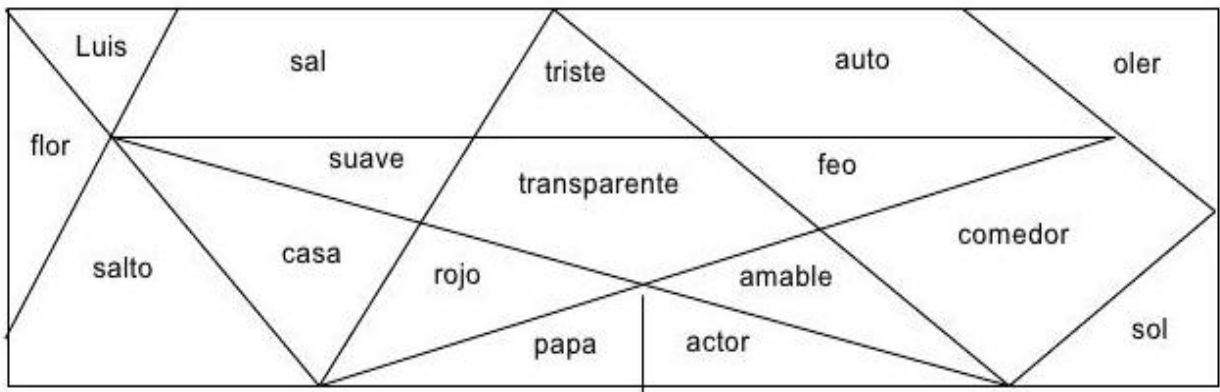 Luis
sal
triste
auto
oler
flor
suave
transparente
feo
salto
casa
rojo
amable
comedor
papa
actor
sol